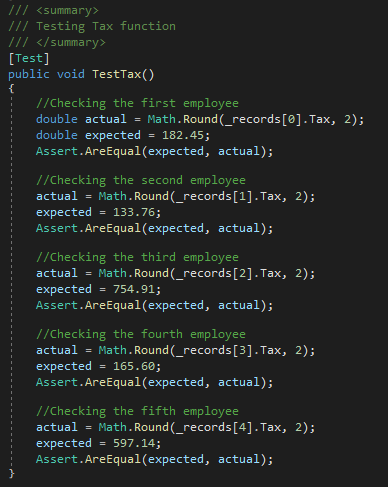 /// <summary>
/// Testing Tax function
/// </summary>
[Test]
public void TestTax()
{
//Checking the first employee
double actual = Math.Round(_records[0].Tax, 2);
double expected = 182.45;
Assert.AreEqual(expected, actual);
//Checking the second employee
actual = Math.Round(_records[1].Tax, 2);
expected = 133.76;
Assert.AreEqual(expected, actual);
//Checking the third employee
actual = Math.Round(_records[2].Tax, 2);
expected = 754.91;
Assert.AreEqual(expected, actual);
//Checking the fourth employee
actual = Math.Round(_records[3].Tax, 2);
expected = 165.60;
Assert.AreEqual(expected, actual);
//Checking the fifth employee
actual = Math.Round(_records[4].Tax, 2);
expected = 597.14;
Assert.AreEqual(expected, actual);
}